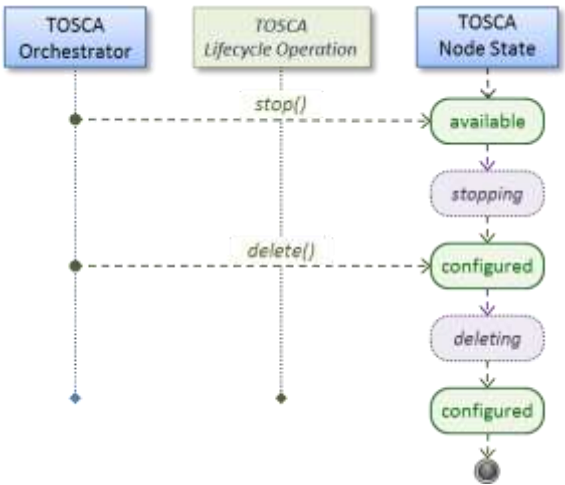 TOSCA
Orchestrator
TOSCA
Lifecycle Operation
TOSCA
Node State
stop()
available
stopping
delete()
configured
deleting
configured